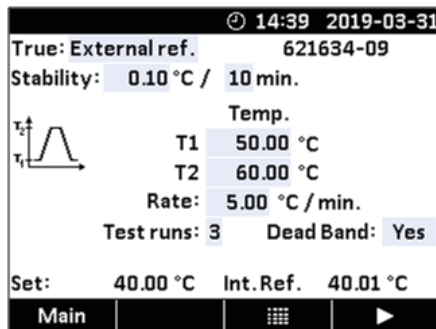 14:39 2019-03-31
True: External ref. 621634-09
Stability: 0.10 °C / 10 min.
Temp.
T2
T1
T1 50.00 °C
T2 60.00 °C
Rate: 5.00 °C / min.
Test runs: 3 Dead Band: Yes
Set: 40.00 °C Int. Ref. 40.01 °C
Main